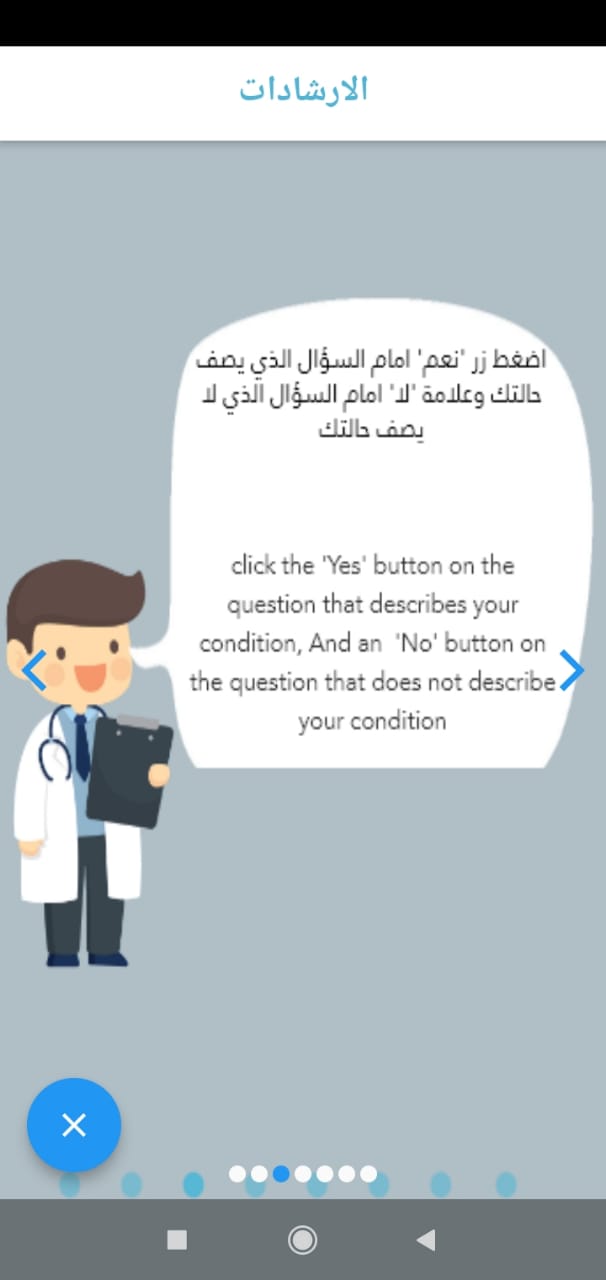 الارشادات
اضغط زر 'نعم' امام السؤال الذي يصف
حالتك وعلامة 'لا' امام السؤال الذي لا
يصف حالتك
click the 'Yes' button on the
question that describes your
condition, And an 'No' button on
the question that does not describe
your condition